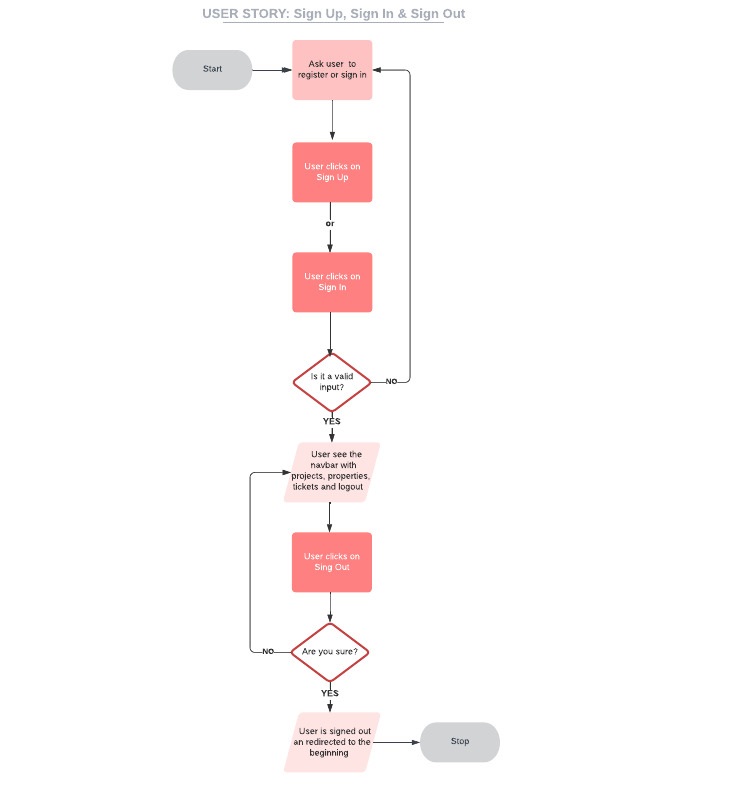 USER STORY: Sign Up, Sign In & Sign Out
Start
Ask user to
register or sign in
User clicks on
Sign Up
or
User clicks on
Sign In
Is it a valid
input?
NO
YES
User see the
navbar with
projects, properties,
tickets and logout
User clicks on
Sing Out
Are you sure?
NO
YES
User is signed out
an redirected to the
beginning
Stop